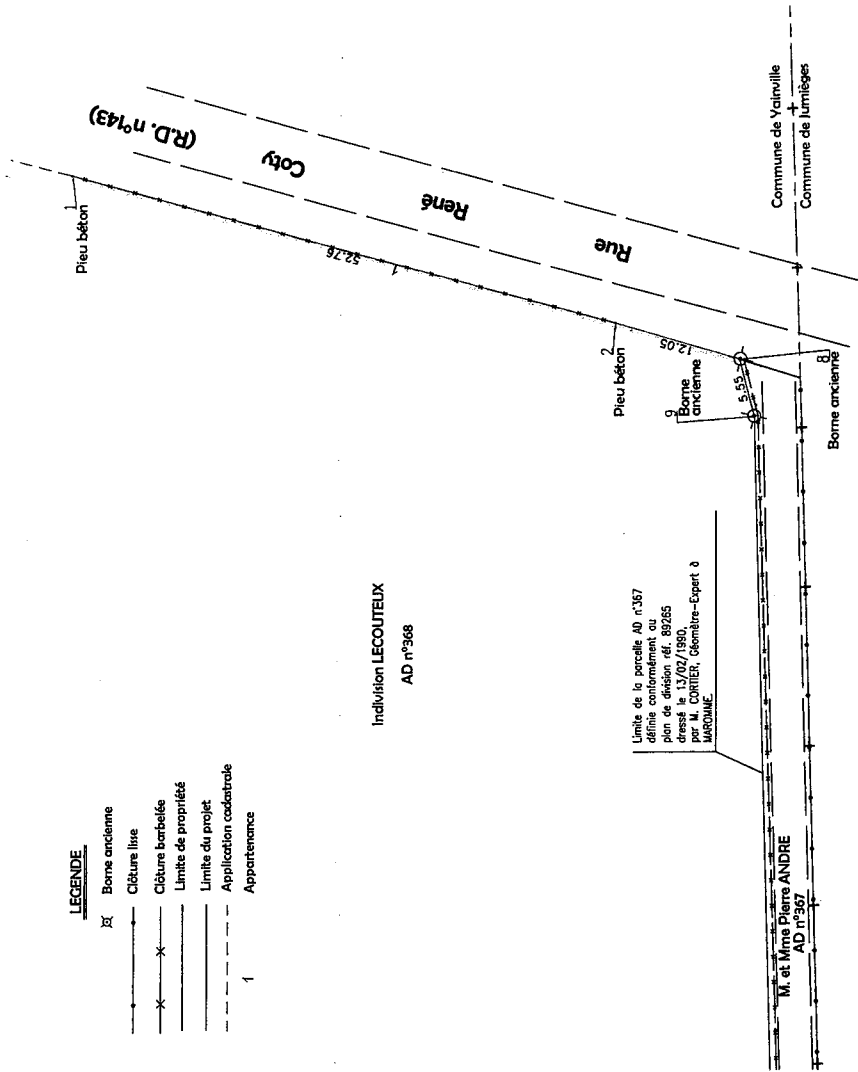 (R.D. n°143)
Coty
René
Rue
Pieu béton
1
52.76
1
2
Pieu béton
12.05
Commune de Yainville
Commune de Jumièges
9
Borne
ancienne
5.55
8
Borne ancienne
Indivision LECOUTEUX
AD n°368
Limite de la parcelle AD n°367
définie conformément au
plan de division réf. 89265
dressé le 13/02/1990,
par M. CORTIER, Géomètre-Expert à
MAROMME.
M. et Mme Pierre ANDRE
AD n°367
LEGENDE
Borne ancienne
Clôture lisse
Clôture barbelée
Limite de propriété
Limite du projet
Application cadastrale
1 Appartenance